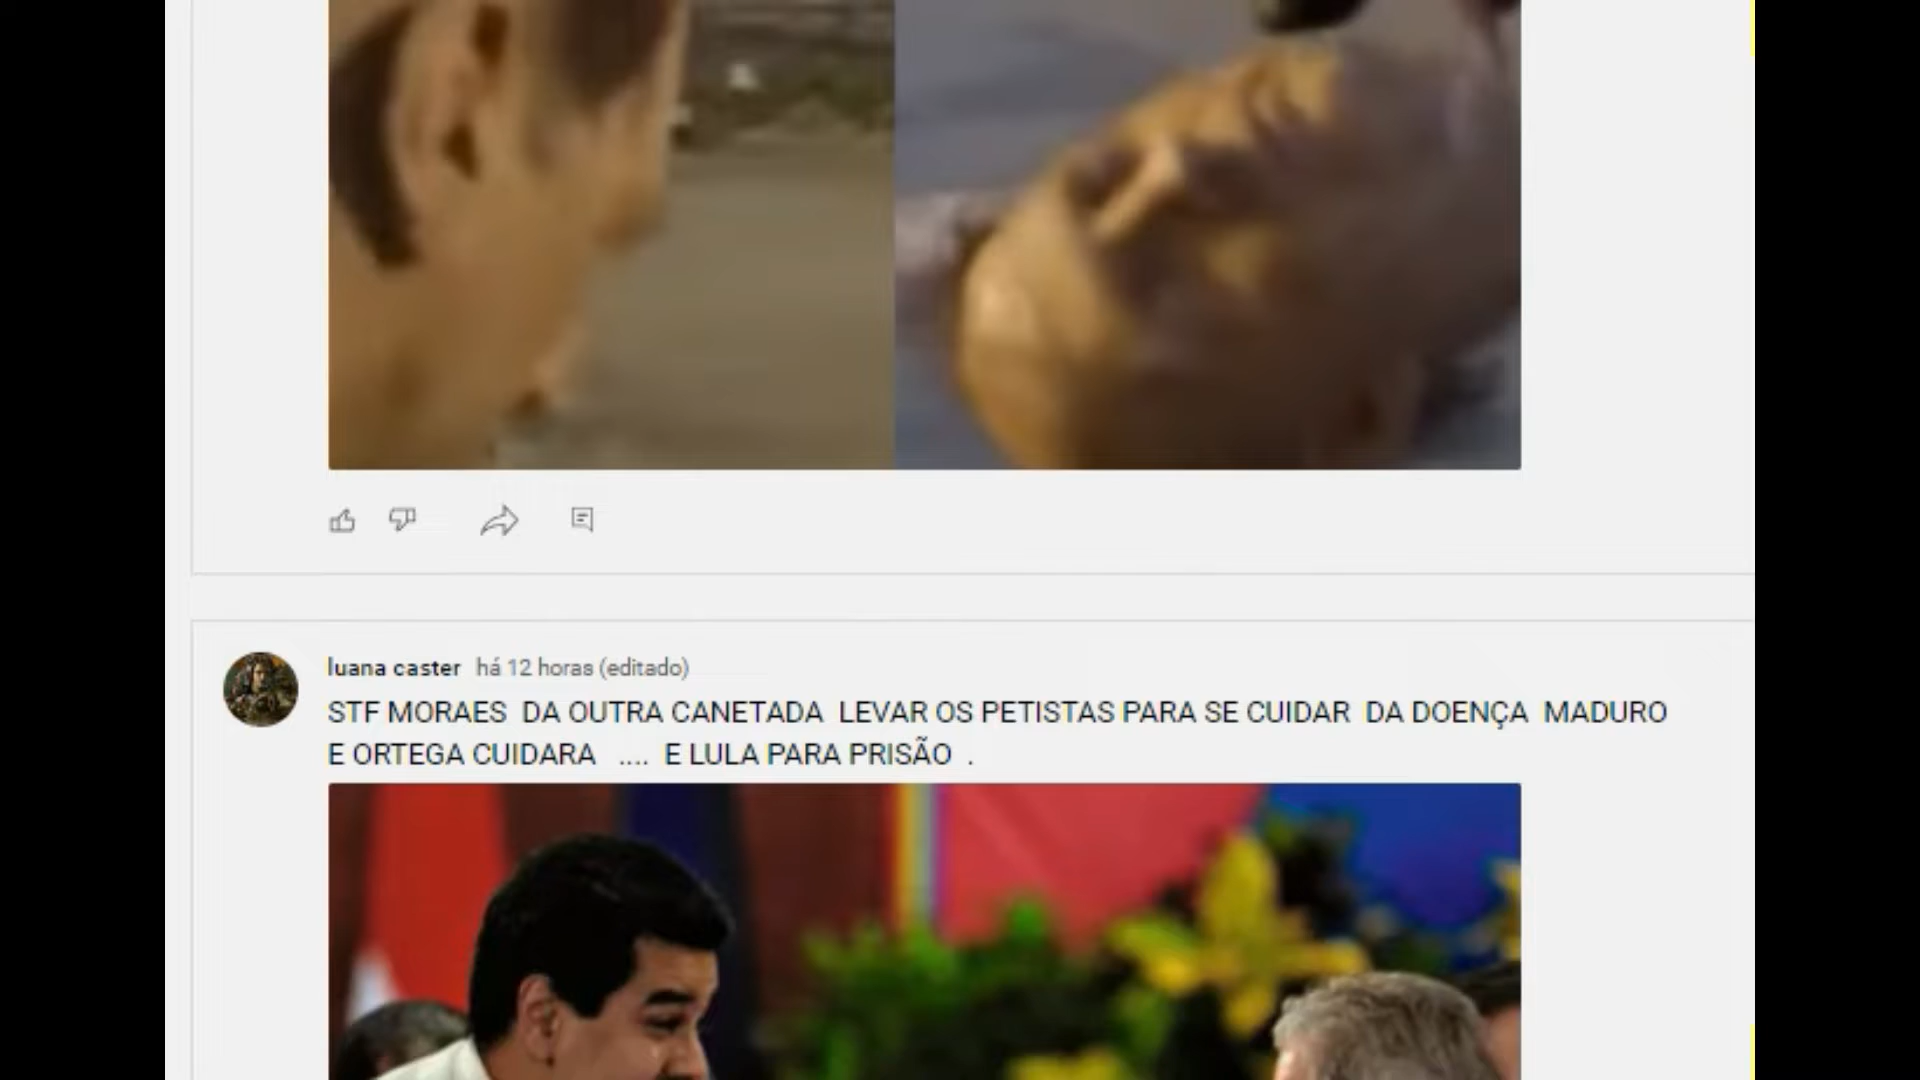 luana caster há 12 horas (editado)
STF MORAES DA OUTRA CANETADA LEVAR OS PETISTAS PARA SE CUIDAR DA DOENÇA MADURO
E ORTEGA CUIDARA .... E LULA PARA PRISÃO .